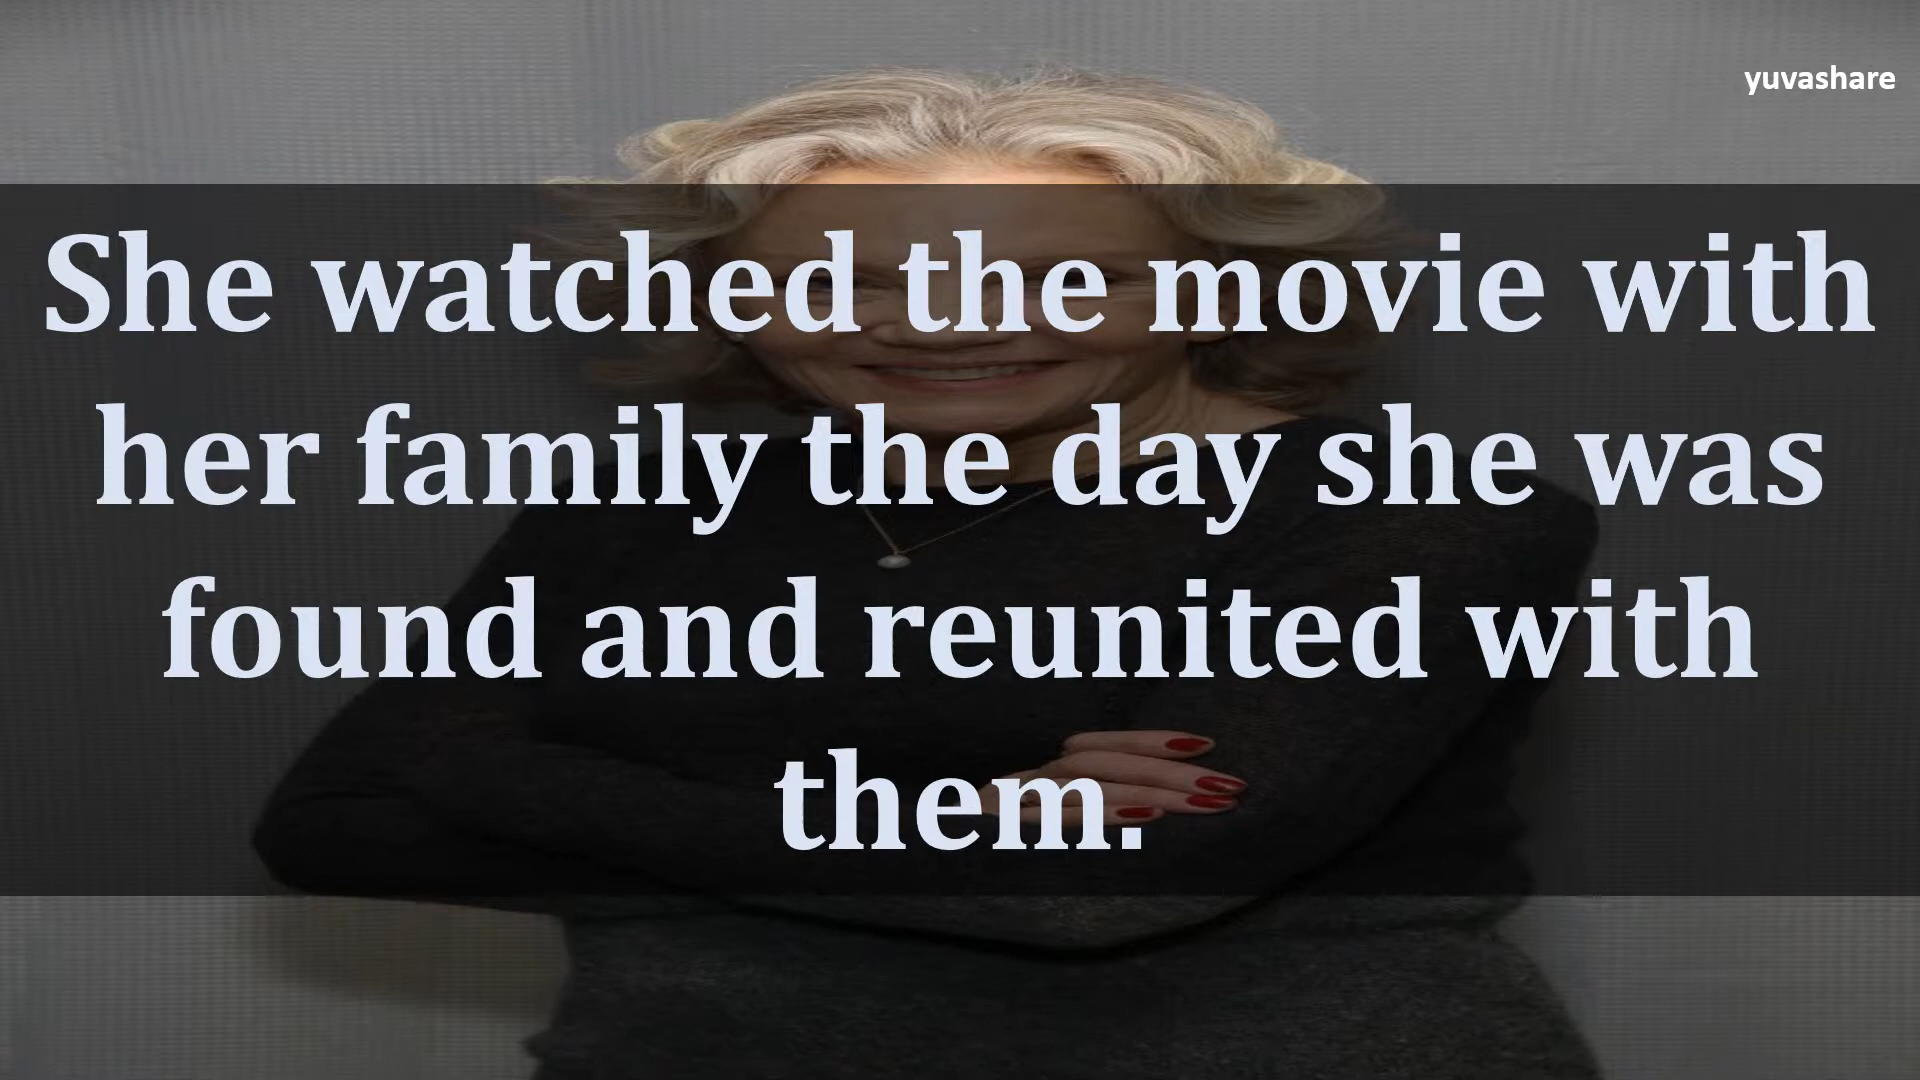 yuvashare
She watched the movie with
her family the day she was
found and reunited with
them.